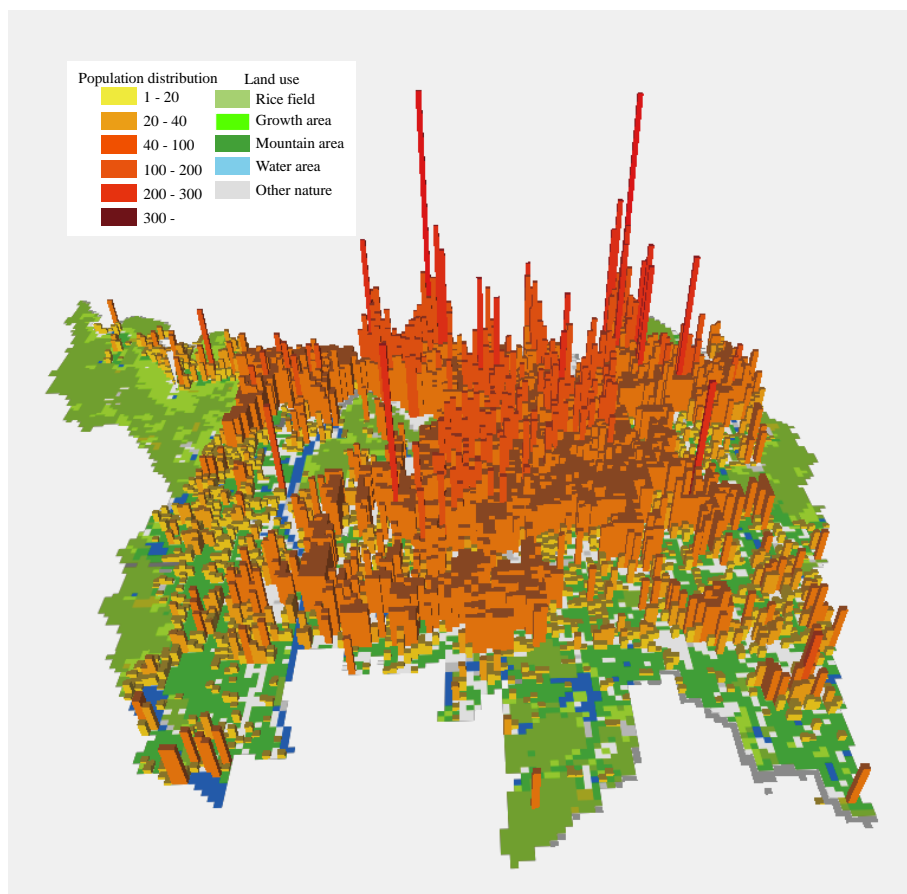 Population distribution
1 - 20
20 - 40
40 - 100
100 - 200
200 - 300
300 -
Land use
Rice field
Growth area
Mountain area
Water area
Other nature